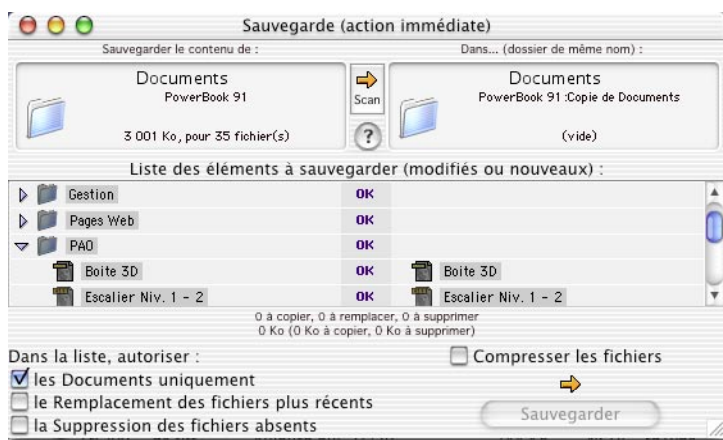 Sauvegarde (action immédiate)
Sauvegarder le contenu de :
Dans... (dossier de même nom) :
Documents
PowerBook 91
3 001 Ko, pour 35 fichier(s)
Scan
?
Documents
PowerBook 91 :Copie de Documents
(vide)
Liste des éléments à sauvegarder (modifiés ou nouveaux) :
Gestion OK
Pages Web OK
PAO OK
Boite 3D OK Boite 3D
Escalier Niv. 1 - 2 OK Escalier Niv. 1 - 2
0 à copier, 0 à remplacer, 0 à supprimer
0 Ko (0 Ko à copier, 0 Ko à supprimer)
Dans la liste, autoriser :
les Documents uniquement
le Remplacement des fichiers plus récents
la Suppression des fichiers absents
Compresser les fichiers
Sauvegarder